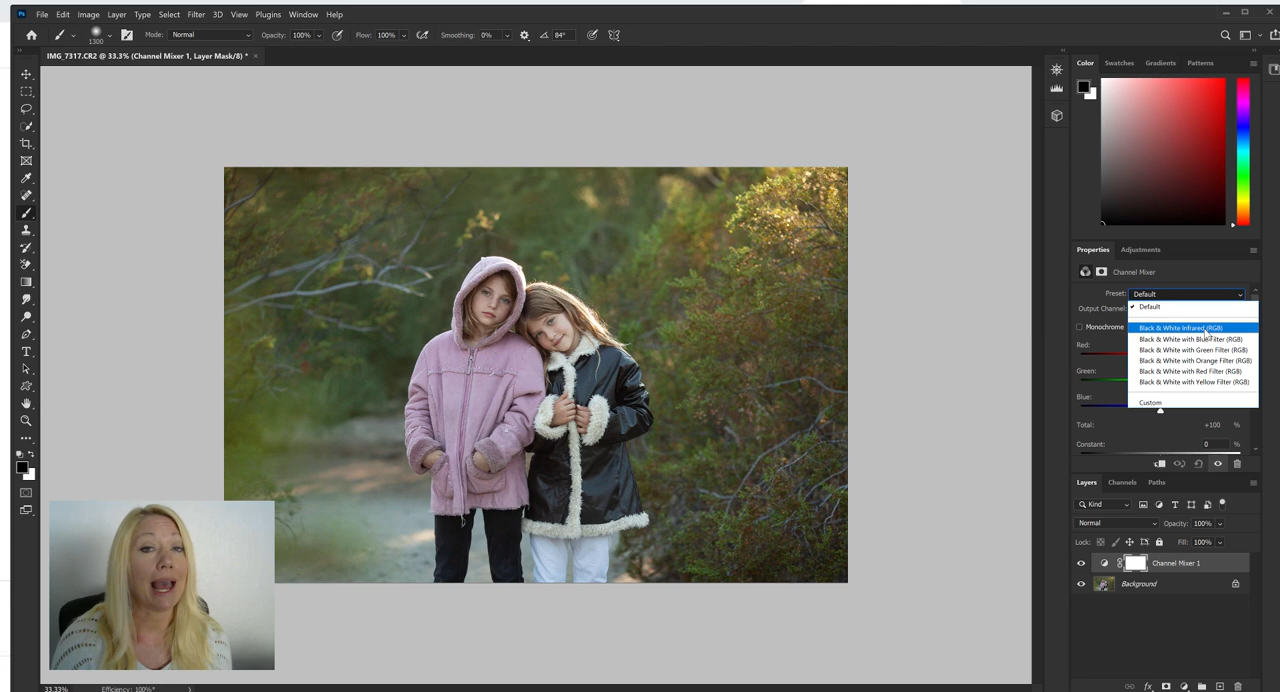 File Edit Image Layer Type Select Filter 3D View Plugins Window Help
1300 Mode: Normal Opacity: 100% Flow: 100% Smoothing: 0% 84°
IMG_7317.CR2 @ 33.3% (Channel Mixer 1, Layer Mask/8) * ×
Color Swatches Gradients Patterns
Properties Adjustments
Channel Mixer
Preset: Default
Default
Output Channel:
Monochrome
Black & White Infrared (RGB)
Black & White with Blue Filter (RGB)
Red:
Black & White with Green Filter (RGB)
Black & White with Orange Filter (RGB)
Green:
Black & White with Red Filter (RGB)
Black & White with Yellow Filter (RGB)
Blue:
Custom
Total: +100 %
Constant: 0 %
Layers Channels Paths
Kind
Normal Opacity: 100%
Lock: Fill: 100%
Channel Mixer 1
Background
33.33% Efficiency: 100%*